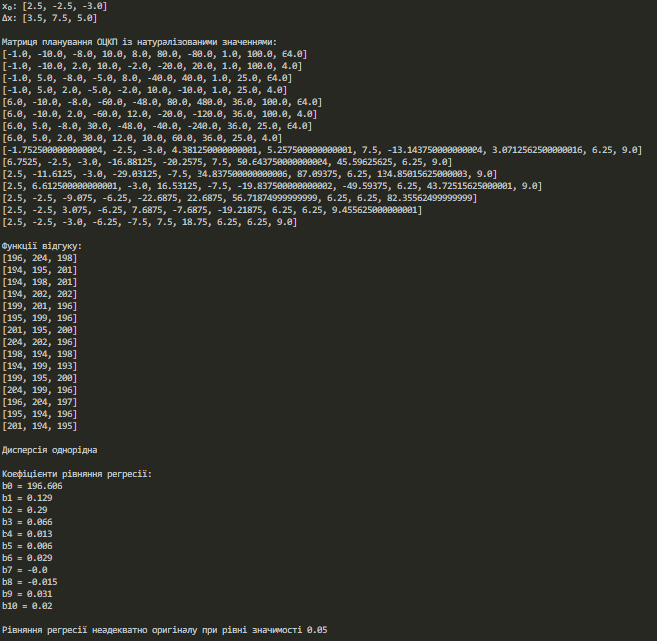 x₀: [2.5, -2.5, -3.0]
Δx: [3.5, 7.5, 5.0]
Матриця планування ОЦКП із натуралізованими значеннями:
[-1.0, -10.0, -8.0, 10.0, 8.0, 80.0, -80.0, 1.0, 100.0, 64.0]
[-1.0, -10.0, 2.0, 10.0, -2.0, -20.0, 20.0, 1.0, 100.0, 4.0]
[-1.0, 5.0, -8.0, -5.0, 8.0, -40.0, 40.0, 1.0, 25.0, 64.0]
[-1.0, 5.0, 2.0, -5.0, -2.0, 10.0, -10.0, 1.0, 25.0, 4.0]
[6.0, -10.0, -8.0, -60.0, -48.0, 80.0, 480.0, 36.0, 100.0, 64.0]
[6.0, -10.0, 2.0, -60.0, 12.0, -20.0, -120.0, 36.0, 100.0, 4.0]
[6.0, 5.0, -8.0, 30.0, -48.0, -40.0, -240.0, 36.0, 25.0, 64.0]
[6.0, 5.0, 2.0, 30.0, 12.0, 10.0, 60.0, 36.0, 25.0, 4.0]
[-1.7525000000000004, -2.5, -3.0, 4.381250000000001, 5.257500000000001, 7.5, -13.143750000000004, 3.0712562500000016, 6.25, 9.0]
[6.7525, -2.5, -3.0, -16.88125, -20.2575, 7.5, 50.643750000000004, 45.59625625, 6.25, 9.0]
[2.5, -11.6125, -3.0, -29.03125, -7.5, 34.837500000000006, 87.09375, 6.25, 134.85015625000003, 9.0]
[2.5, 6.612500000000001, -3.0, 16.53125, -7.5, -19.837500000000002, -49.59375, 6.25, 43.72515625000001, 9.0]
[2.5, -2.5, -9.075, -6.25, -22.6875, 22.6875, 56.71874999999999, 6.25, 6.25, 82.35562499999999]
[2.5, -2.5, 3.075, -6.25, 7.6875, -7.6875, -19.21875, 6.25, 6.25, 9.455625000000001]
[2.5, -2.5, -3.0, -6.25, -7.5, 7.5, 18.75, 6.25, 6.25, 9.0]
Функції відгуку:
[196, 204, 198]
[194, 195, 201]
[194, 198, 201]
[194, 202, 202]
[199, 201, 196]
[195, 199, 196]
[201, 195, 200]
[204, 202, 196]
[198, 194, 198]
[194, 199, 193]
[199, 195, 200]
[204, 199, 196]
[196, 204, 197]
[195, 194, 196]
[201, 194, 195]
Дисперсія однорідна
Коефіцієнти рівняння регресії:
b0 = 196.606
b1 = 0.129
b2 = 0.29
b3 = 0.066
b4 = 0.013
b5 = 0.006
b6 = 0.029
b7 = -0.0
b8 = -0.015
b9 = 0.031
b10 = 0.02
Рівняння регресії неадекватно оригіналу при рівні значимості 0.05